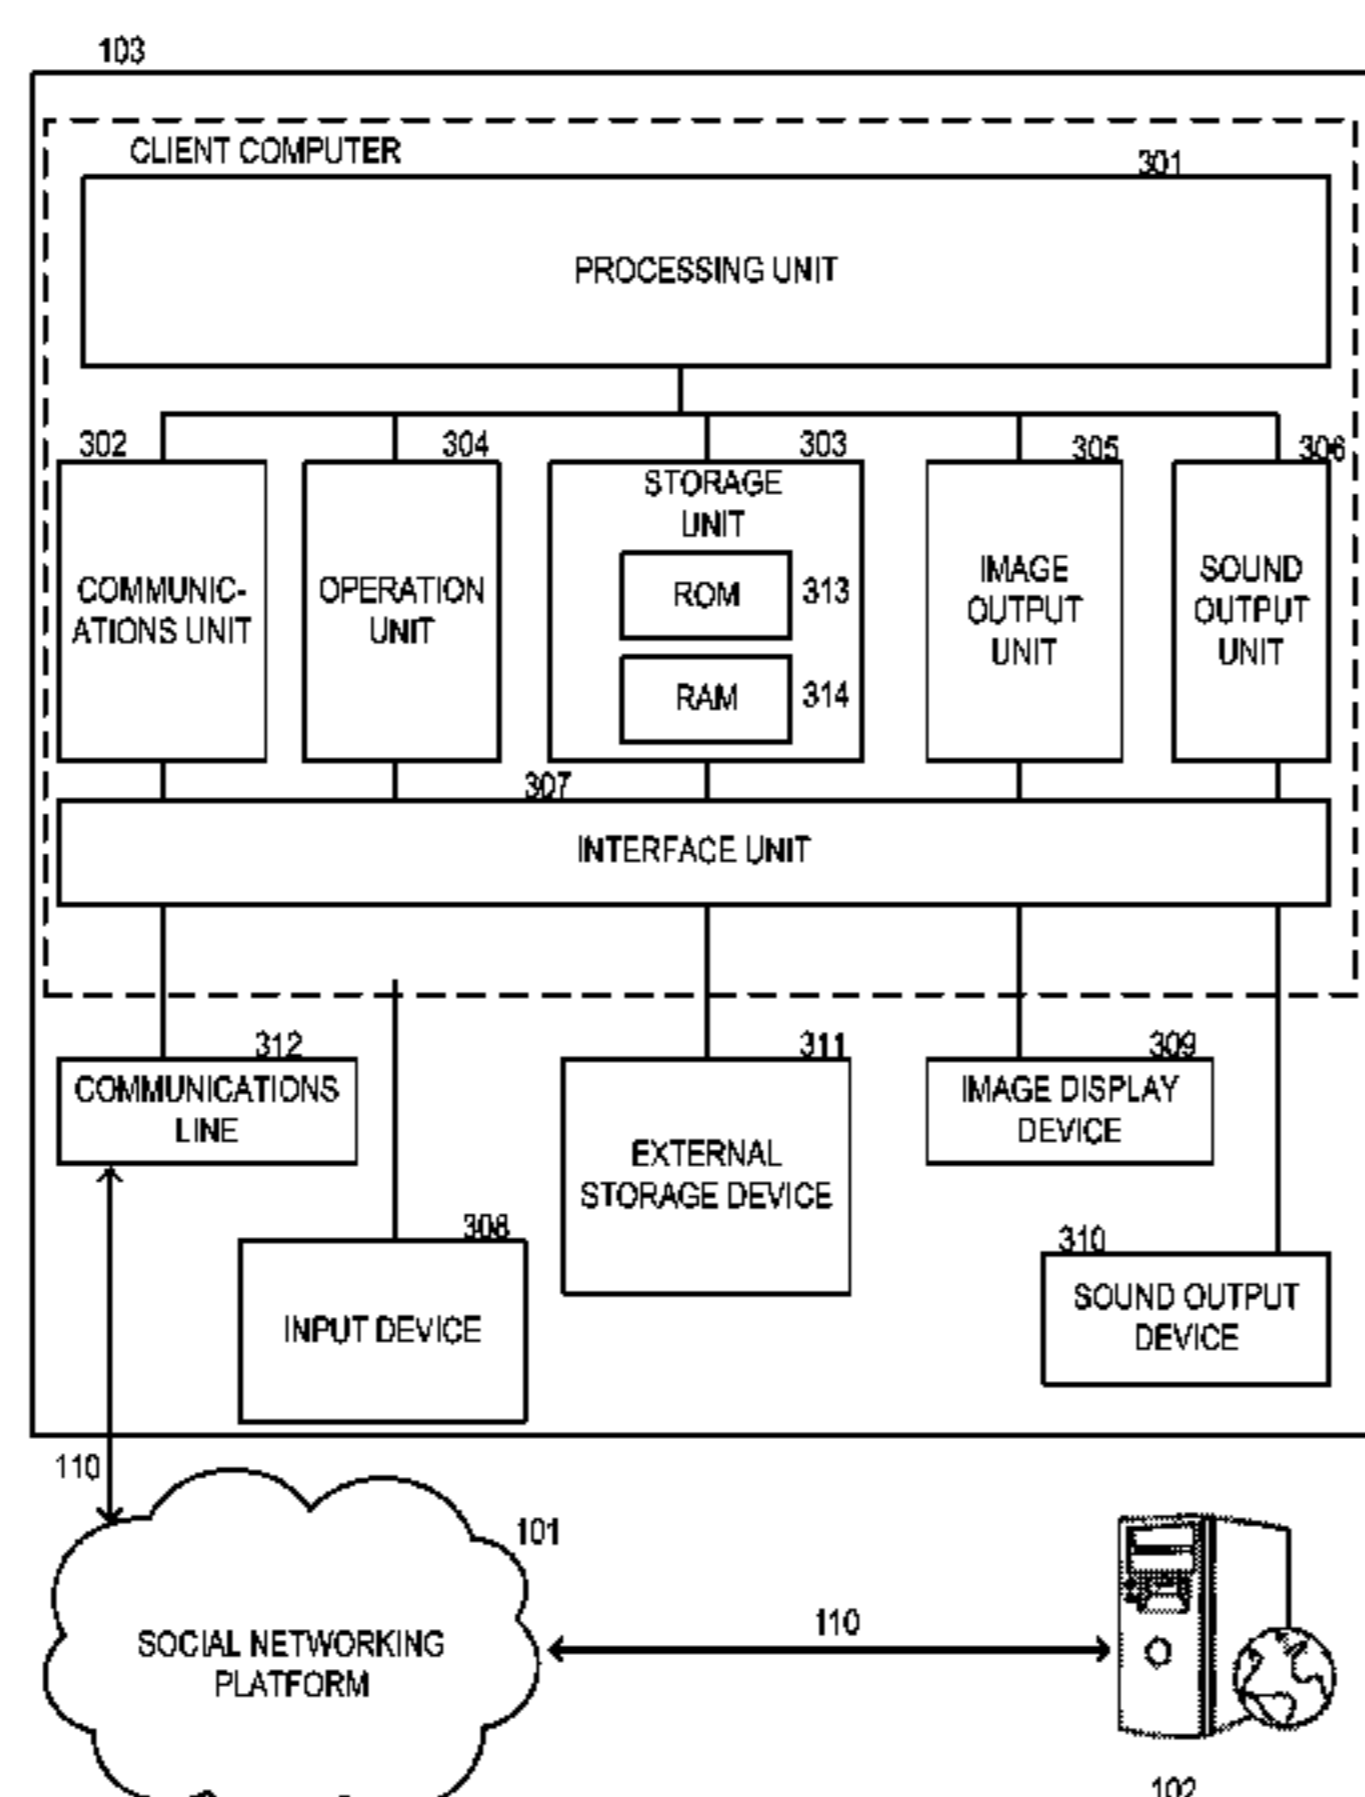 103
CLIENT COMPUTER
301
PROCESSING UNIT
302
304
303
305
306
COMMUNIC-
ATIONS UNIT
OPERATION
UNIT
STORAGE
UNIT
ROM
313
RAM
314
IMAGE
OUTPUT
UNIT
SOUND
OUTPUT
UNIT
307
INTERFACE UNIT
312
COMMUNICATIONS
LINE
311
EXTERNAL
STORAGE DEVICE
309
IMAGE DISPLAY
DEVICE
308
INPUT DEVICE
310
SOUND OUTPUT
DEVICE
110
101
SOCIAL NETWORKING
PLATFORM
110
102